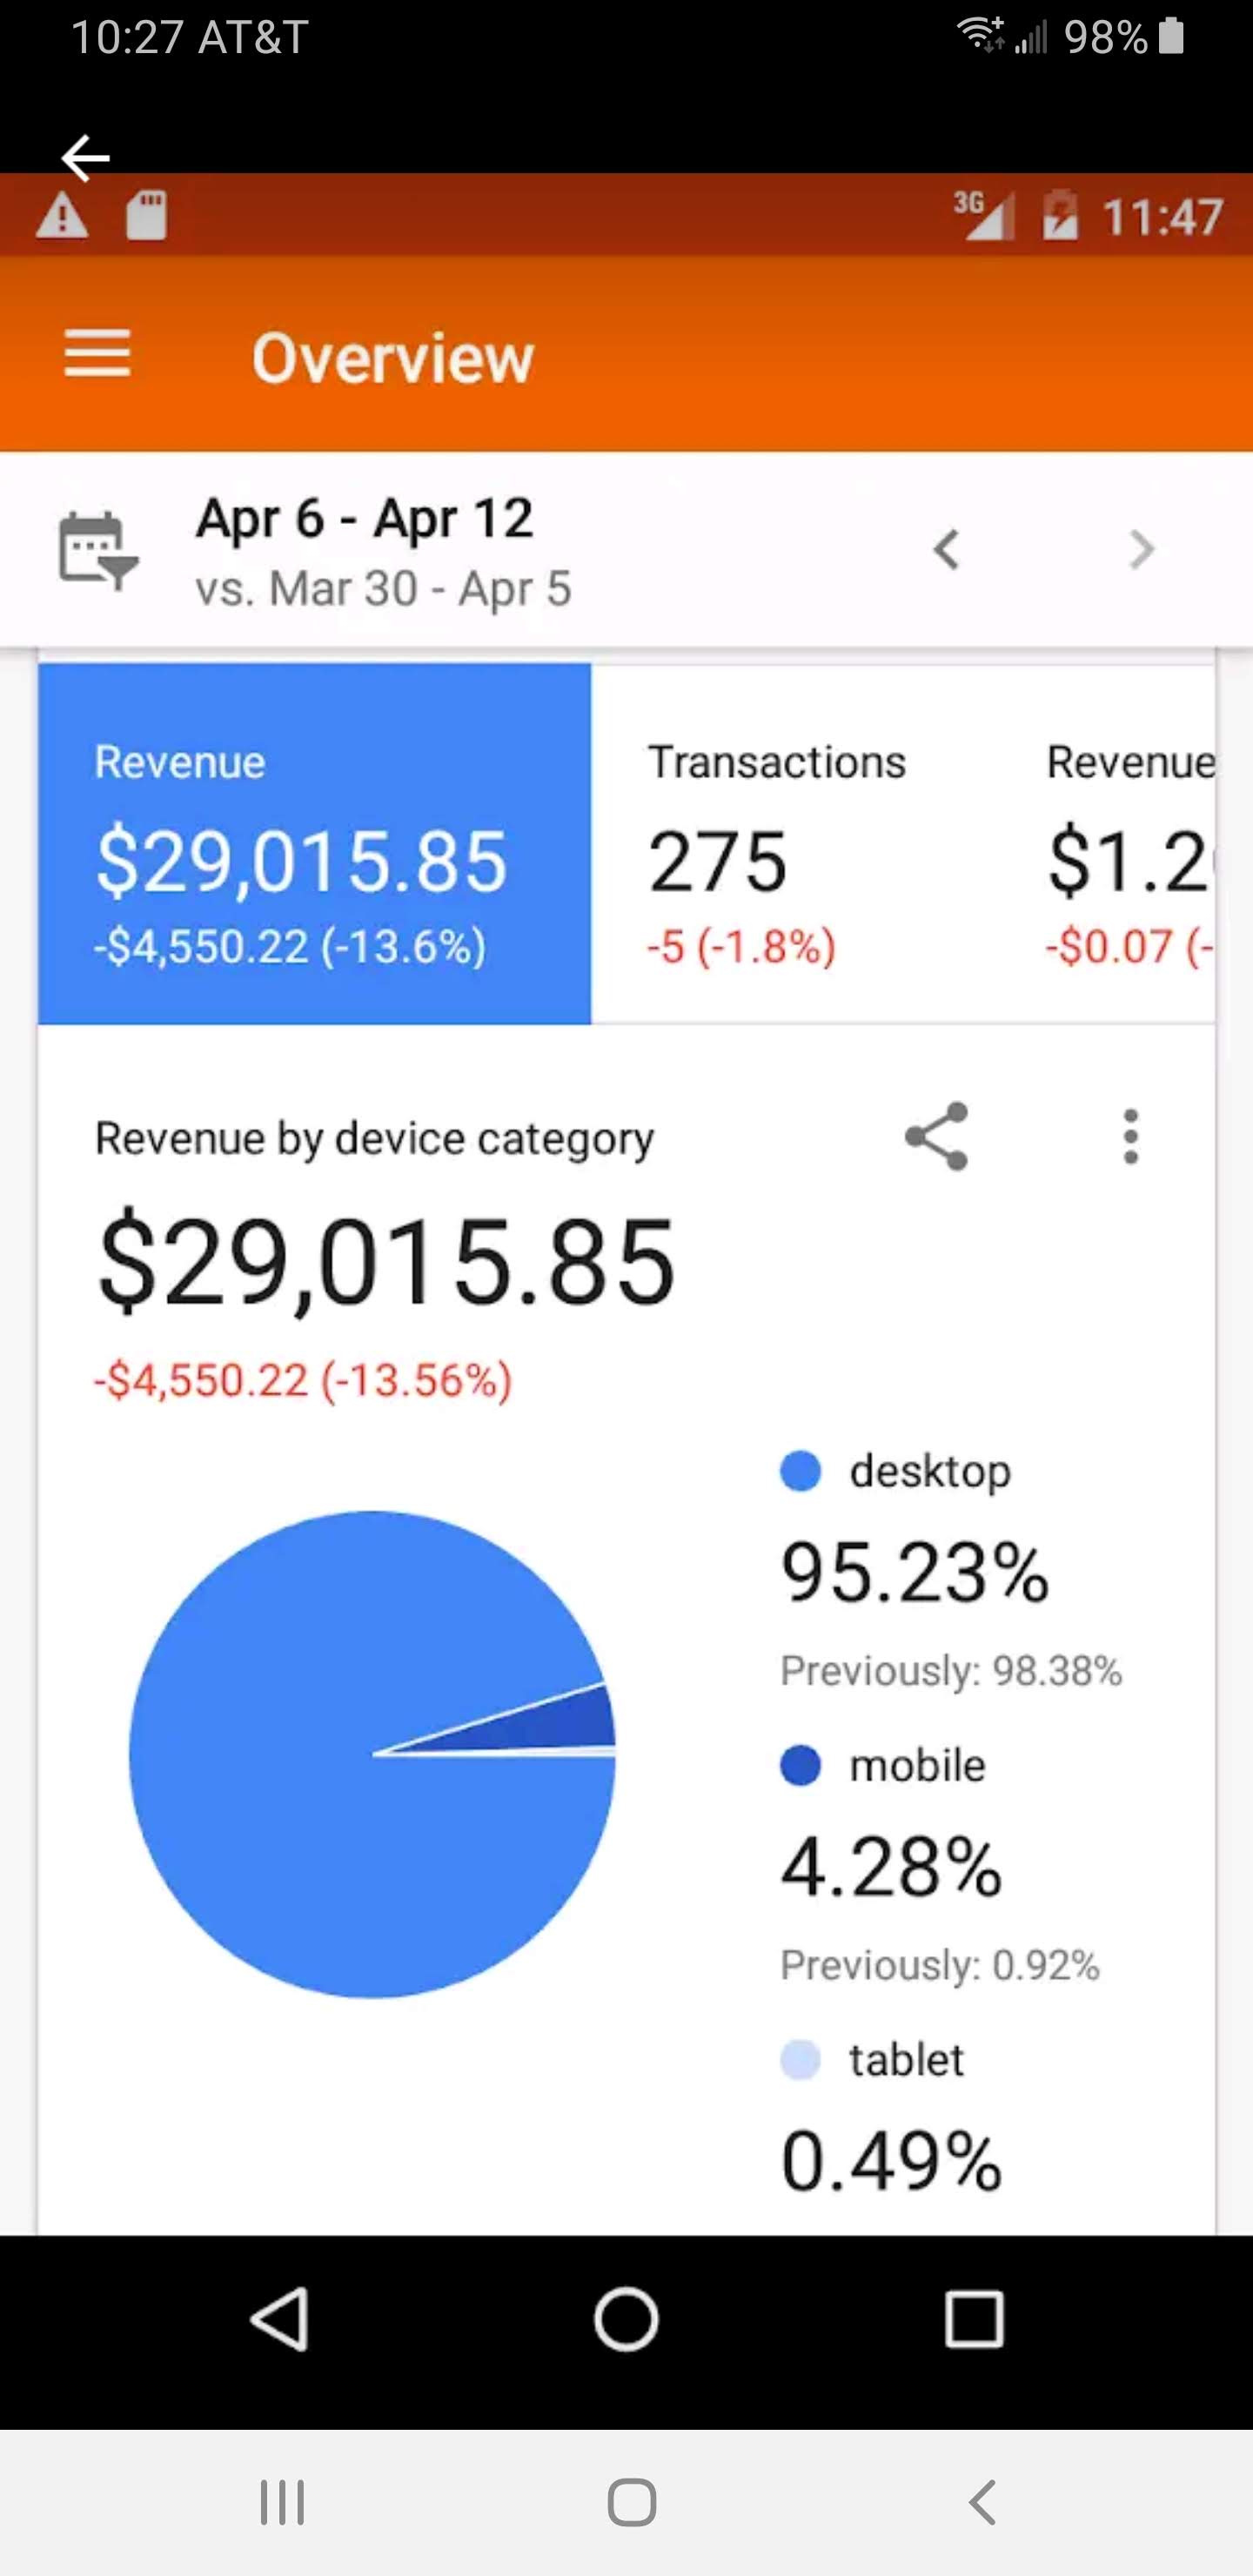 10:27 AT&T 98%
3G 11:47
Overview
Apr 6 - Apr 12
vs. Mar 30 - Apr 5
Revenue Transactions Revenue
$29,015.85 275 $1.2
-$4,550.22 (-13.6%) -5 (-1.8%) -$0.07 (-
Revenue by device category
$29,015.85
-$4,550.22 (-13.56%)
desktop
95.23%
Previously: 98.38%
mobile
4.28%
Previously: 0.92%
tablet
0.49%